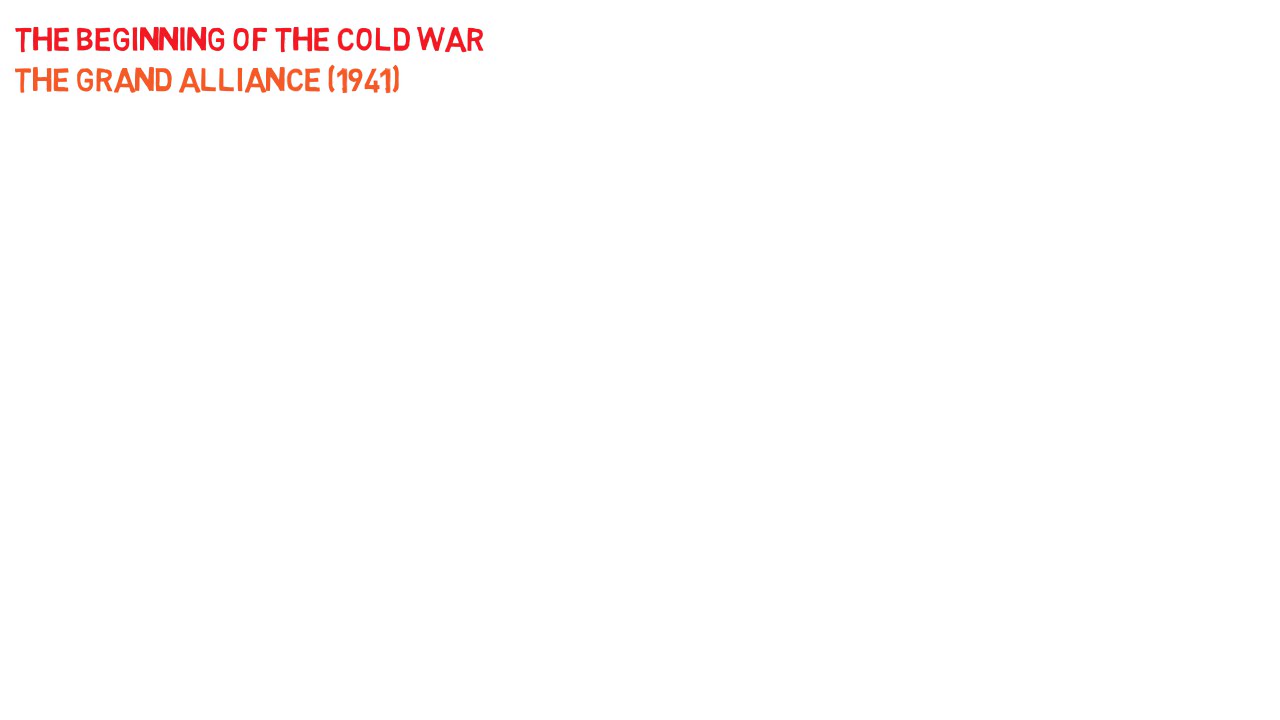 THE BEGINNING OF THE COLD WAR
THE GRAND ALLIANCE (1941)